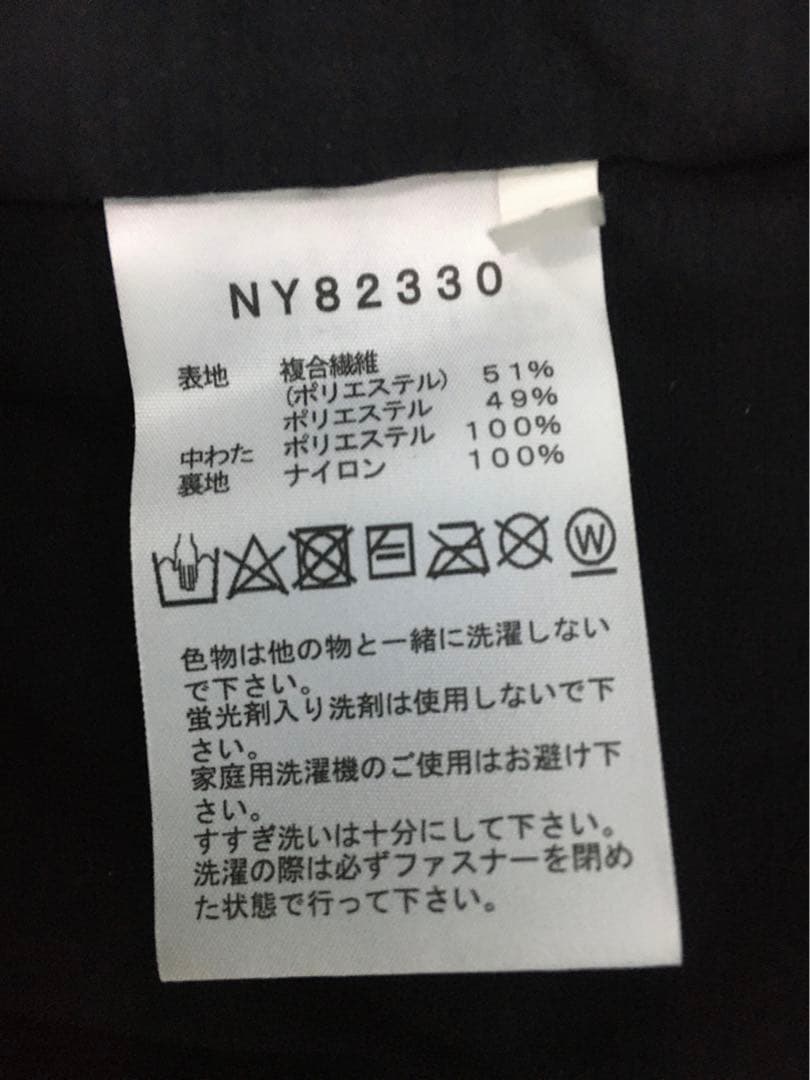 NY82330
表地 複合繊維
(ポリエステル) 51%
ポリエステル 49%
中わた ポリエステル 100%
裏地 ナイロン 100%
W
色物は他の物と一緒に洗濯しない
で下さい。
蛍光剤入り洗剤は使用しないで下
さい。
家庭用洗濯機のご使用はお避け下
さい。
すすぎ洗いは十分にして下さい。
洗濯の際は必ずファスナーを閉め
た状態で行って下さい。